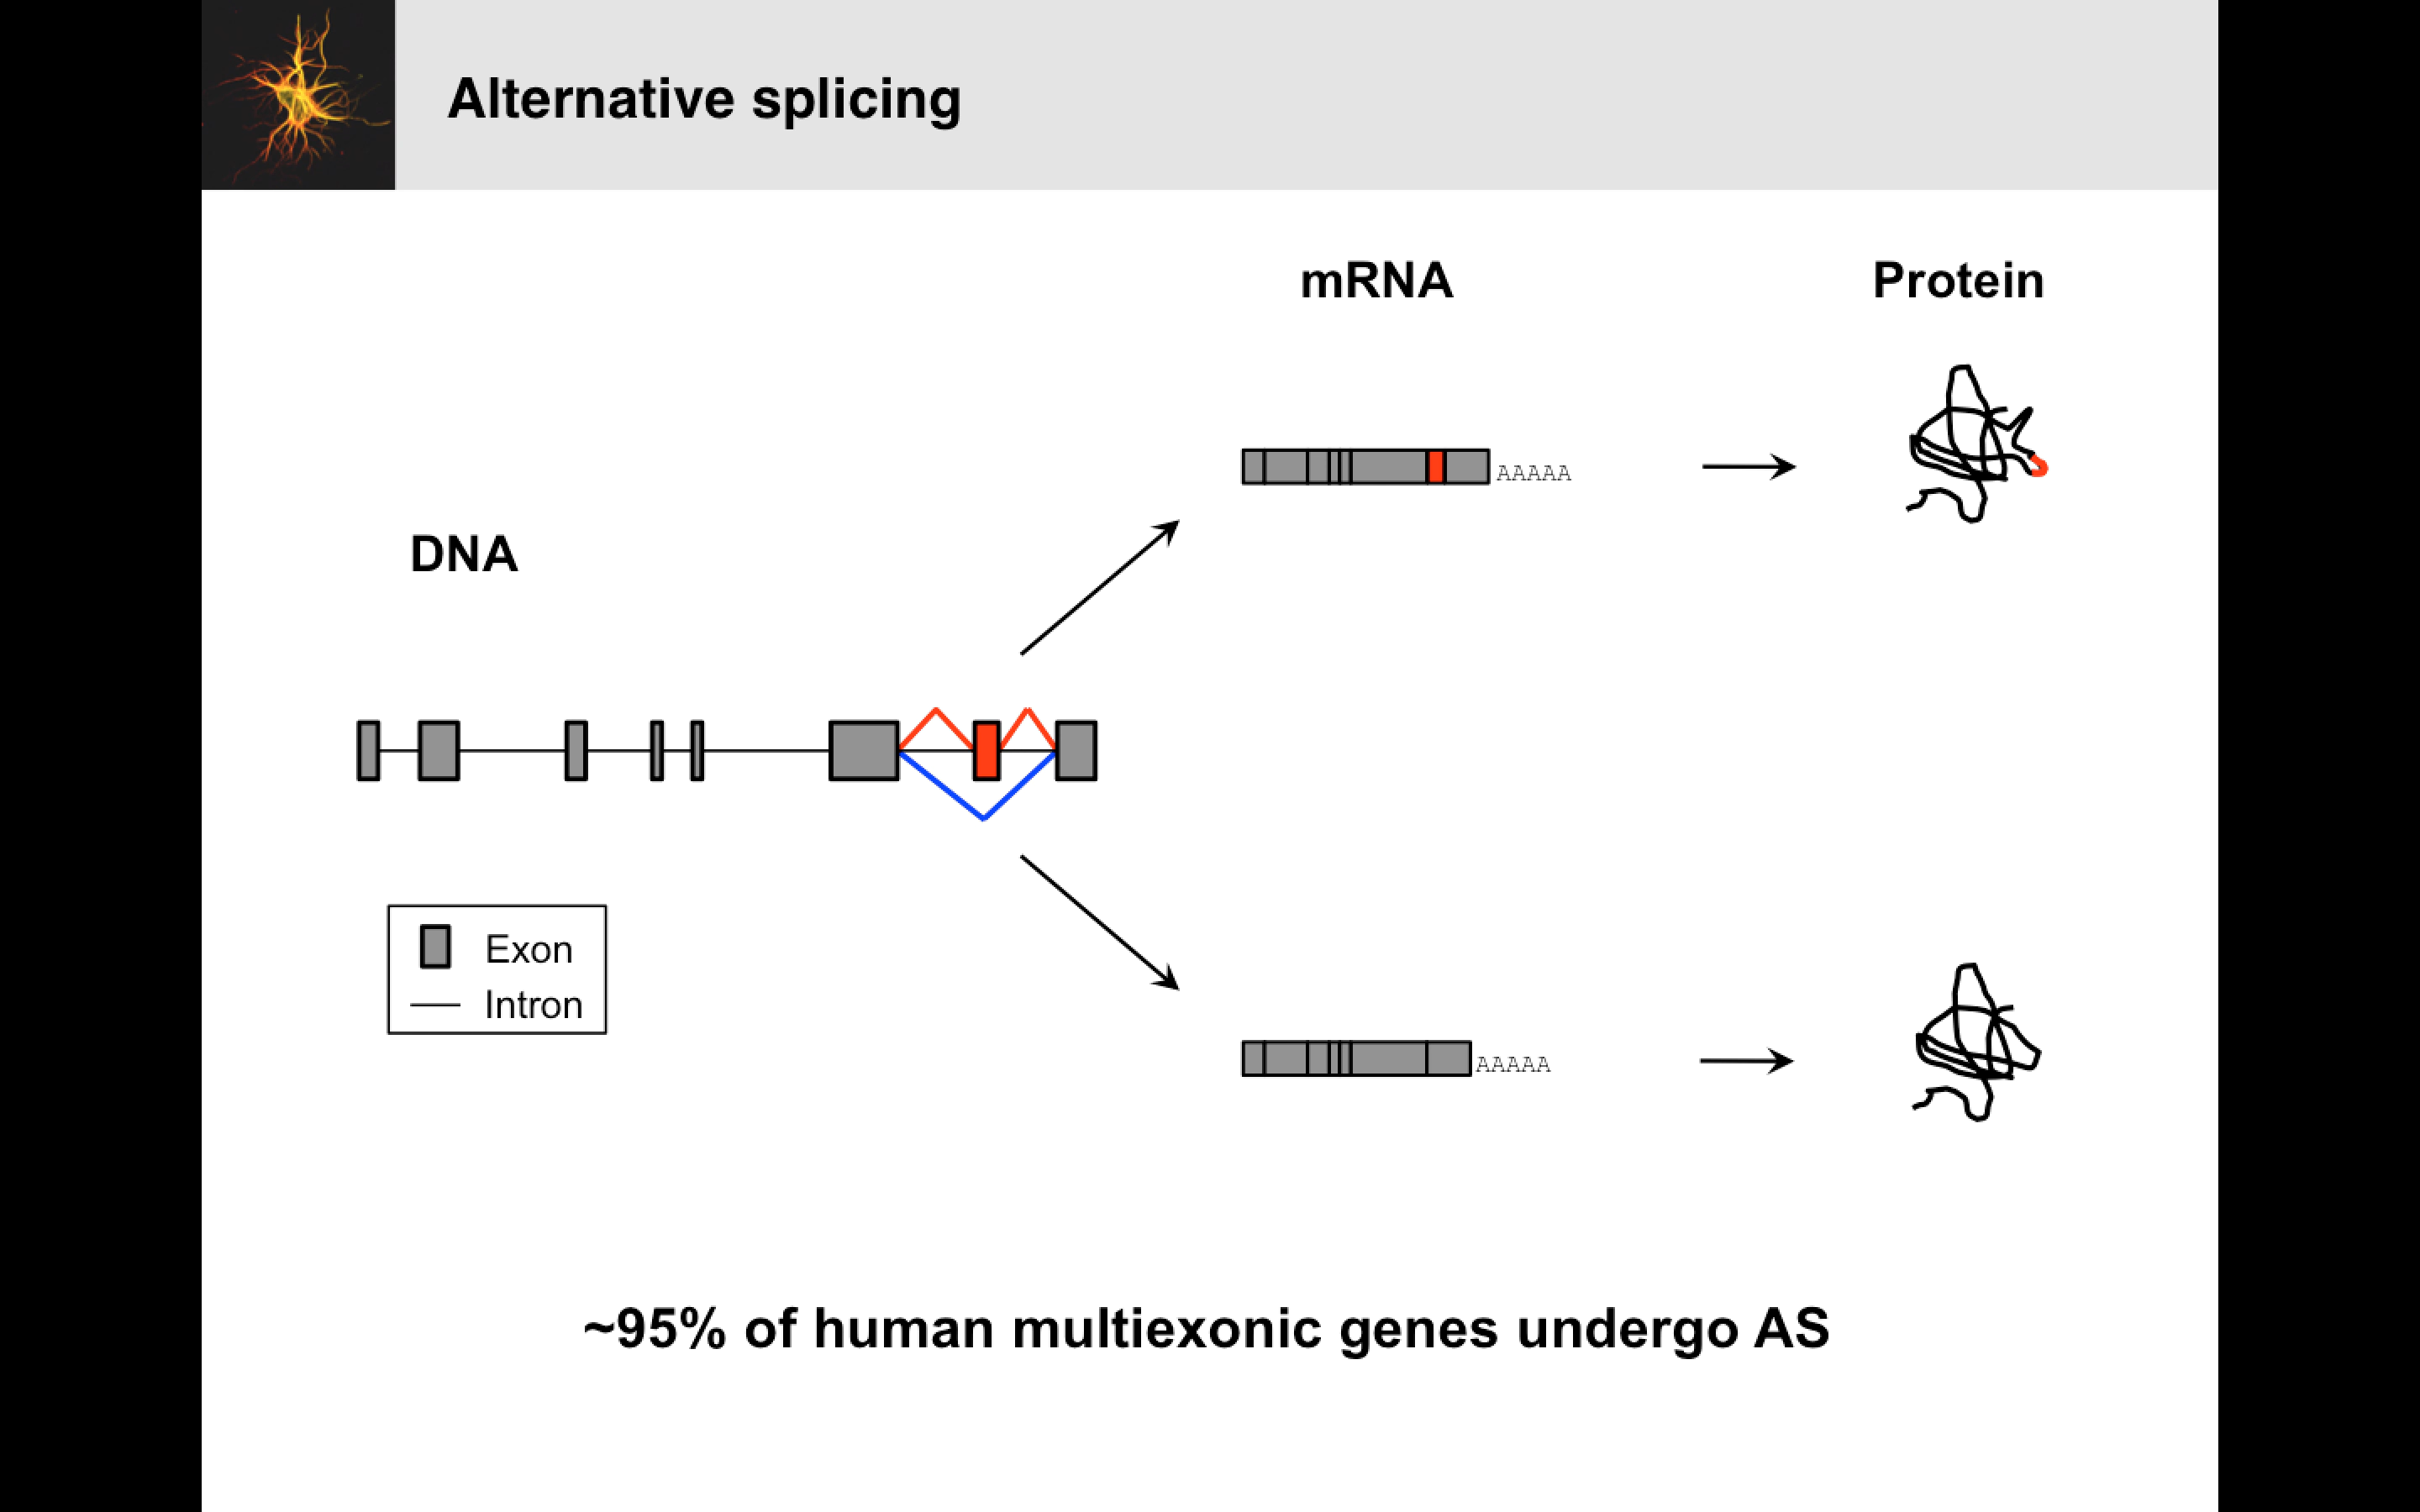 Alternative splicing
mRNA
Protein
AAAAA
DNA
Exon
Intron
AAAAA
~95% of human multiexonic genes undergo AS